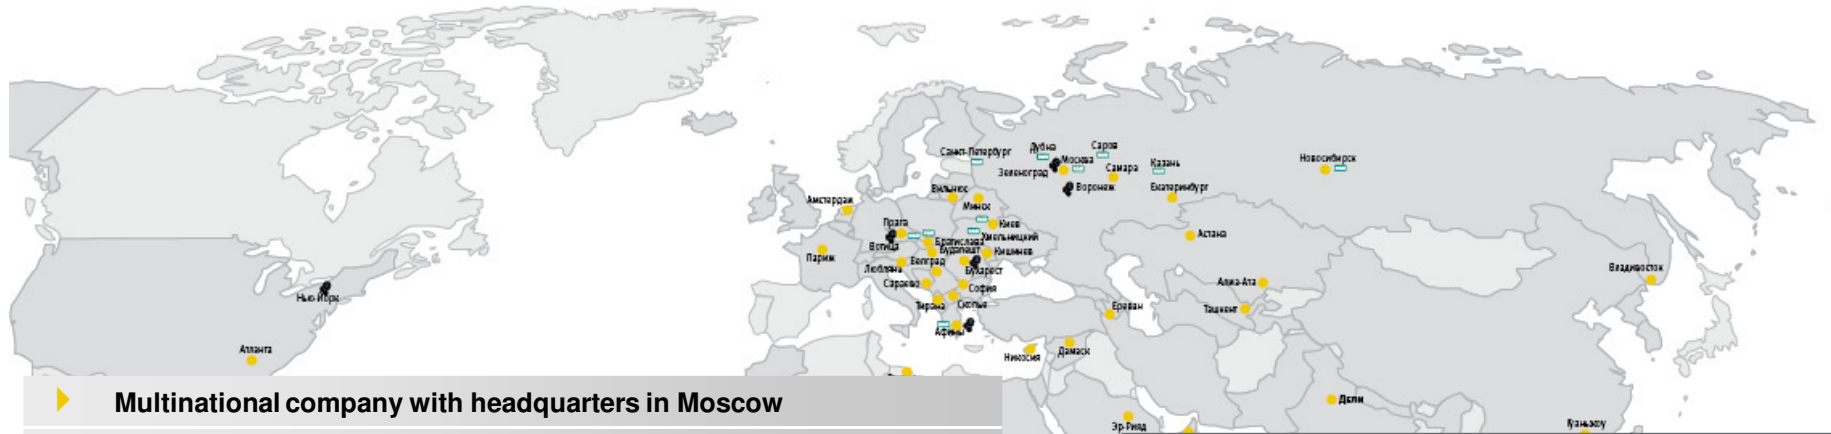 Санкт-Петербург
Дубна
Саров
Москва
Зеленоград
Самара
Казань
Новосибирск
Воронеж
Екатеринбург
Вильнюс
Минск
Амстердам
Прага
Киев
Вотица
Братислава
Хмельницкий
Будапешт
Кишинев
Астана
Париж
Любляна
Белград
Бухарест
Владивосток
Сараево
София
Алма-Ата
Нью-Йорк
Тирана
Скопье
Ереван
Ташкент
Афины
Атланта
Никосия
Дамаск
Multinational company with headquarters in Moscow
Дели
Эр-Рияд